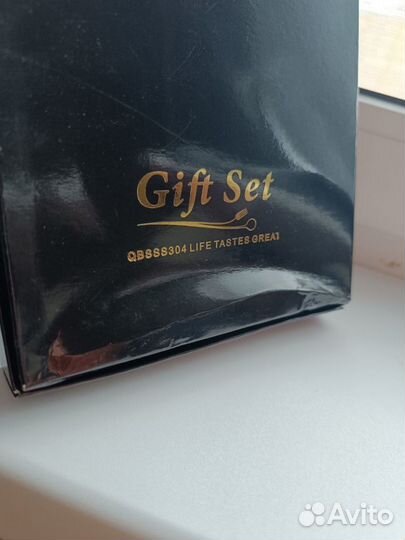 Gift Set
QBSSS304 LIFE TASTES GREAT
Avito